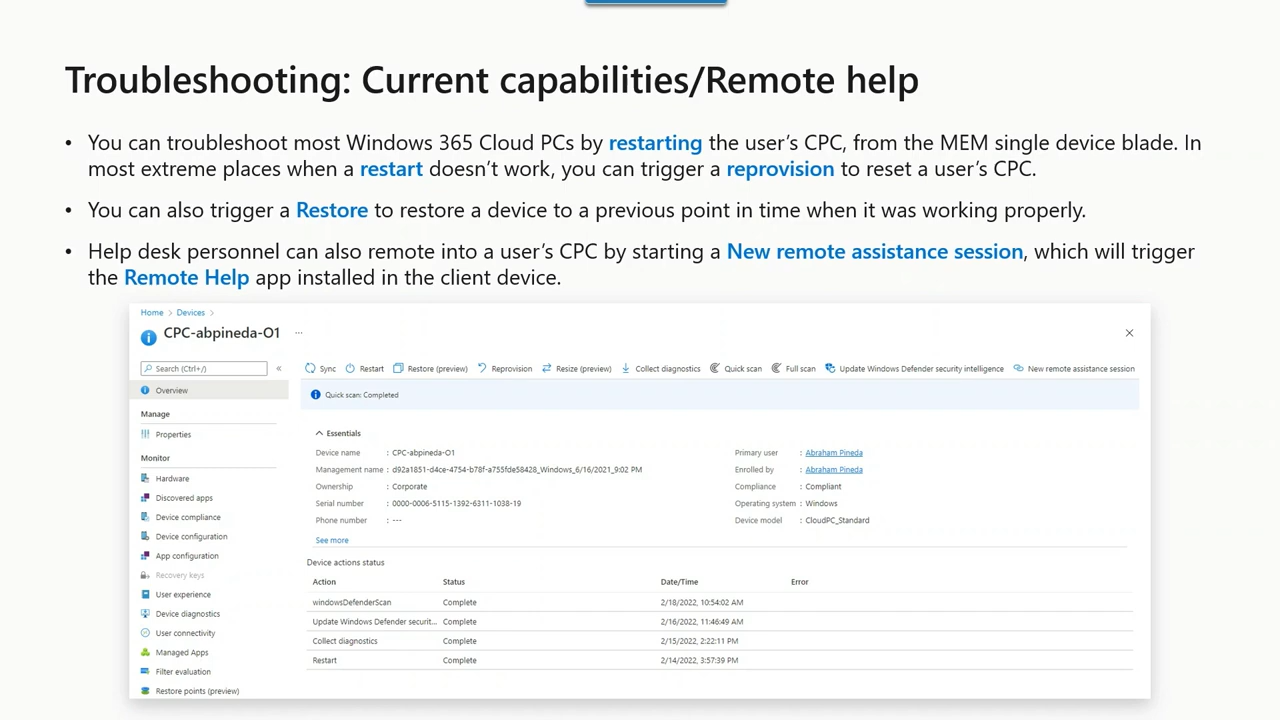 Troubleshooting: Current capabilities/Remote help
• You can troubleshoot most Windows 365 Cloud PCs by restarting the user's CPC, from the MEM single device blade. In
most extreme places when a restart doesn't work, you can trigger a reprovision to reset a user's CPC.
• You can also trigger a Restore to restore a device to a previous point in time when it was working properly.
• Help desk personnel can also remote into a user's CPC by starting a New remote assistance session, which will trigger
the Remote Help app installed in the client device.
Home > Devices >
CPC-abpineda-O1 ...
Search (Ctrl+/) «
Sync Restart Restore (preview) Reprovision Resize (preview) Collect diagnostics Quick scan Full scan Update Windows Defender security intelligence New remote assistance session
Overview
Quick scan: Completed
Manage
Properties
Monitor
Hardware
Discovered apps
Device compliance
Device configuration
App configuration
Recovery keys
User experience
Device diagnostics
User connectivity
Managed Apps
Filter evaluation
Restore points (preview)
Essentials
Device name : CPC-abpineda-O1 Primary user : Abraham Pineda
Management name : d92a1851-d4ce-4754-b78f-a755fde58428_Windows_6/16/2021_9:02 PM Enrolled by : Abraham Pineda
Ownership : Corporate Compliance : Compliant
Serial number : 0000-0006-5115-1392-6311-1038-19 Operating system : Windows
Phone number : --- Device model : CloudPC_Standard
See more
Device actions status
Action Status Date/Time Error
windowsDefenderScan Complete 2/18/2022, 10:54:02 AM
Update Windows Defender securit... Complete 2/16/2022, 11:46:49 AM
Collect diagnostics Complete 2/15/2022, 2:22:11 PM
Restart Complete 2/14/2022, 3:57:39 PM